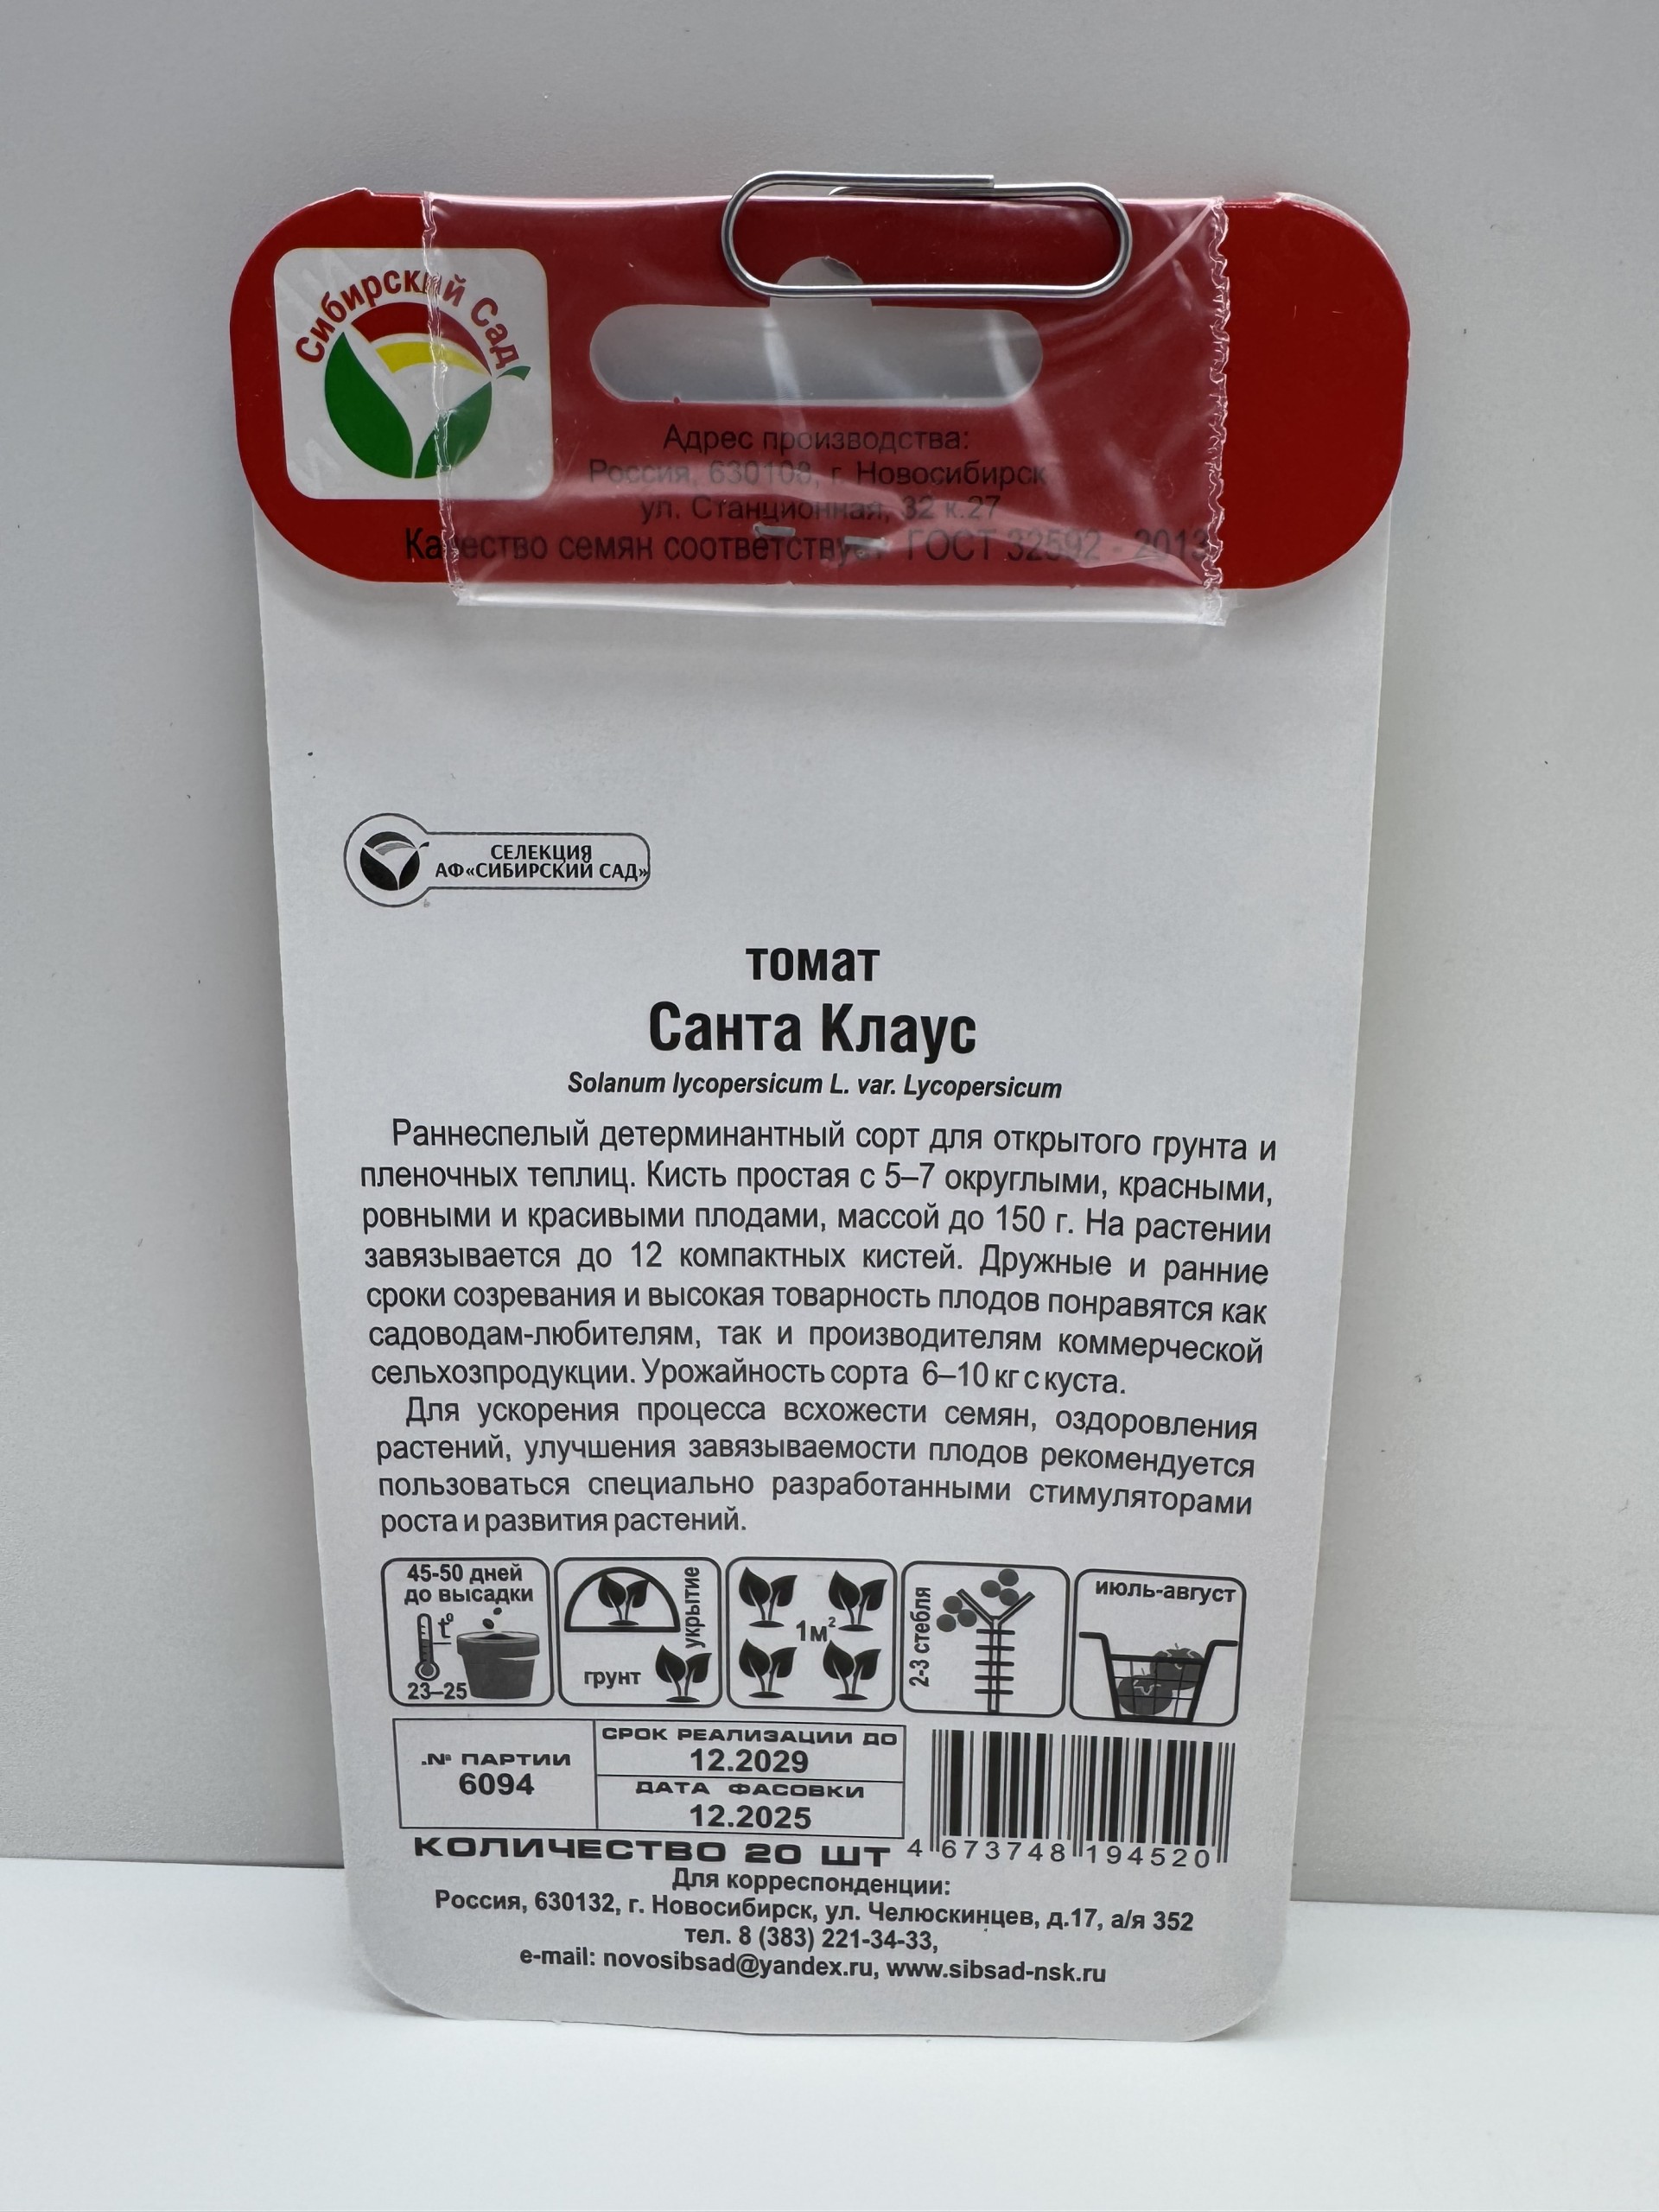 Сибирский Сад
Адрес производства:
Россия, 630108, г. Новосибирск
ул. Станционная, 32 к.27
Качество семян соответствует ГОСТ 32592 - 2013
СЕЛЕКЦИЯ
АФ«СИБИРСКИЙ САД»
томат
Санта Клаус
Solanum lycopersicum L. var. Lycopersicum
Раннеспелый детерминантный сорт для открытого грунта и
пленочных теплиц. Кисть простая с 5–7 округлыми, красными,
ровными и красивыми плодами, массой до 150 г. На растении
завязывается до 12 компактных кистей. Дружные и ранние
сроки созревания и высокая товарность плодов понравятся как
садоводам-любителям, так и производителям коммерческой
сельхозпродукции. Урожайность сорта 6–10 кг с куста.
Для ускорения процесса всхожести семян, оздоровления
растений, улучшения завязываемости плодов рекомендуется
пользоваться специально разработанными стимуляторами
роста и развития растений.
45-50 дней
до высадки
t°
23–25
укрытие
грунт
1м²
2-3 стебля
июль-август
№ ПАРТИИ
6094
СРОК РЕАЛИЗАЦИИ ДО
12.2029
ДАТА ФАСОВКИ
12.2025
КОЛИЧЕСТВО 20 ШТ
4 673748 194520
Для корреспонденции:
Россия, 630132, г. Новосибирск, ул. Челюскинцев, д.17, а/я 352
тел. 8 (383) 221-34-33,
e-mail: novosibsad@yandex.ru, www.sibsad-nsk.ru